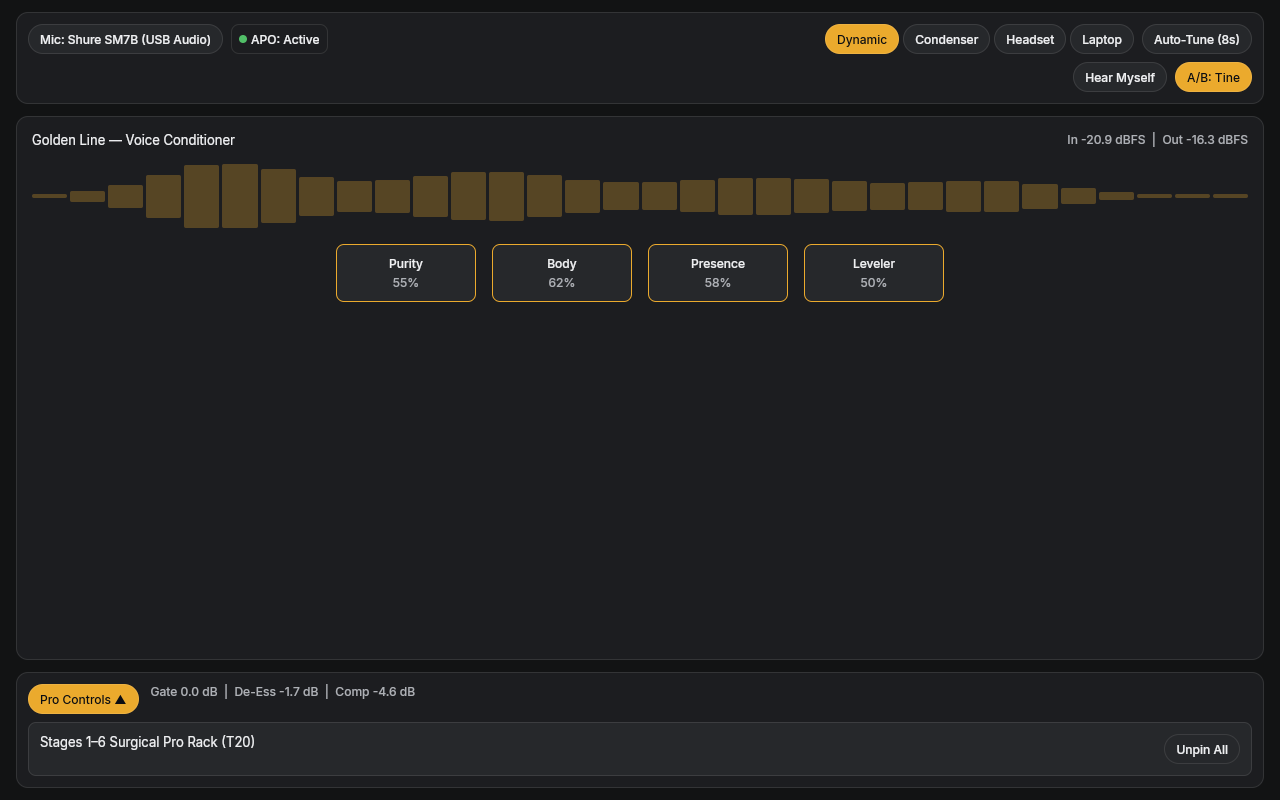 Mic: Shure SM7B (USB Audio)
APO: Active
Dynamic
Condenser
Headset
Laptop
Auto-Tune (8s)
Hear Myself
A/B: Tine
Golden Line — Voice Conditioner
In -20.9 dBFS | Out -16.3 dBFS
Purity
55%
Body
62%
Presence
58%
Leveler
50%
Pro Controls ▲
Gate 0.0 dB | De-Ess -1.7 dB | Comp -4.6 dB
Stages 1–6 Surgical Pro Rack (T20)
Unpin All